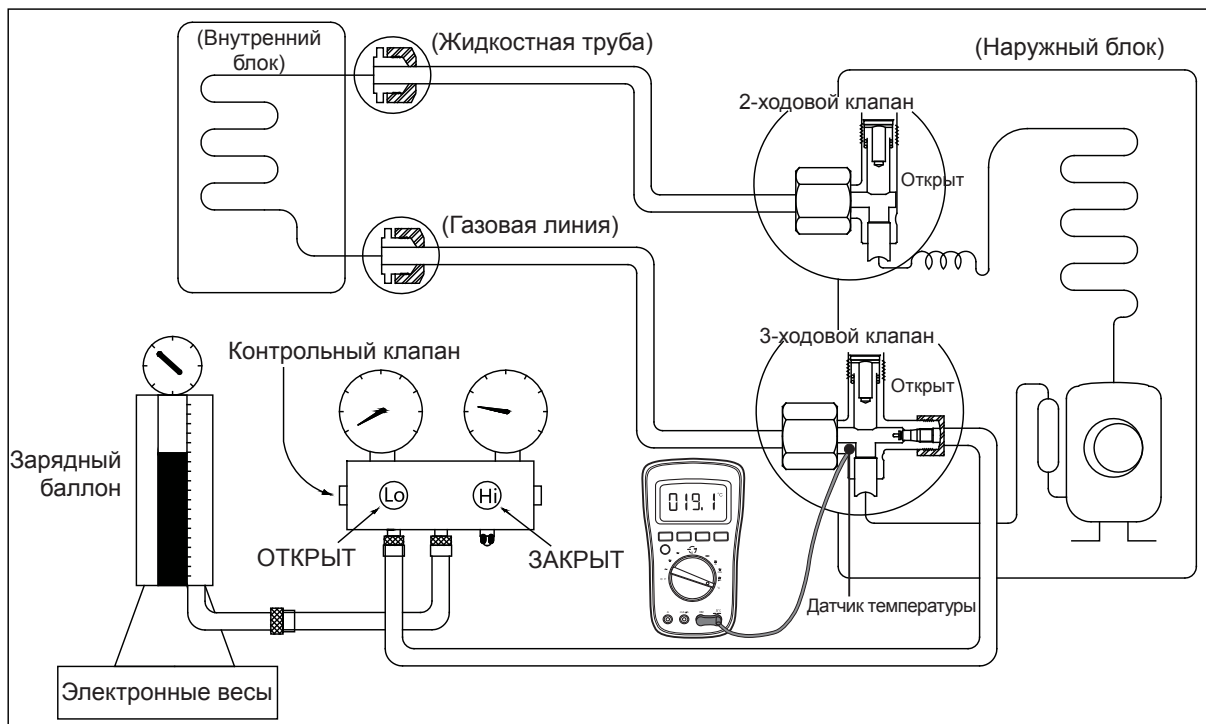 (Внутренний
блок)
(Жидкостная труба)
(Наружный блок)
2-ходовой клапан
Открыт
(Газовая линия)
3-ходовой клапан
Открыт
Контрольный клапан
Зарядный
баллон
Lo
Hi
ОТКРЫТ
ЗАКРЫТ
019.1 °C
Датчик температуры
Электронные весы